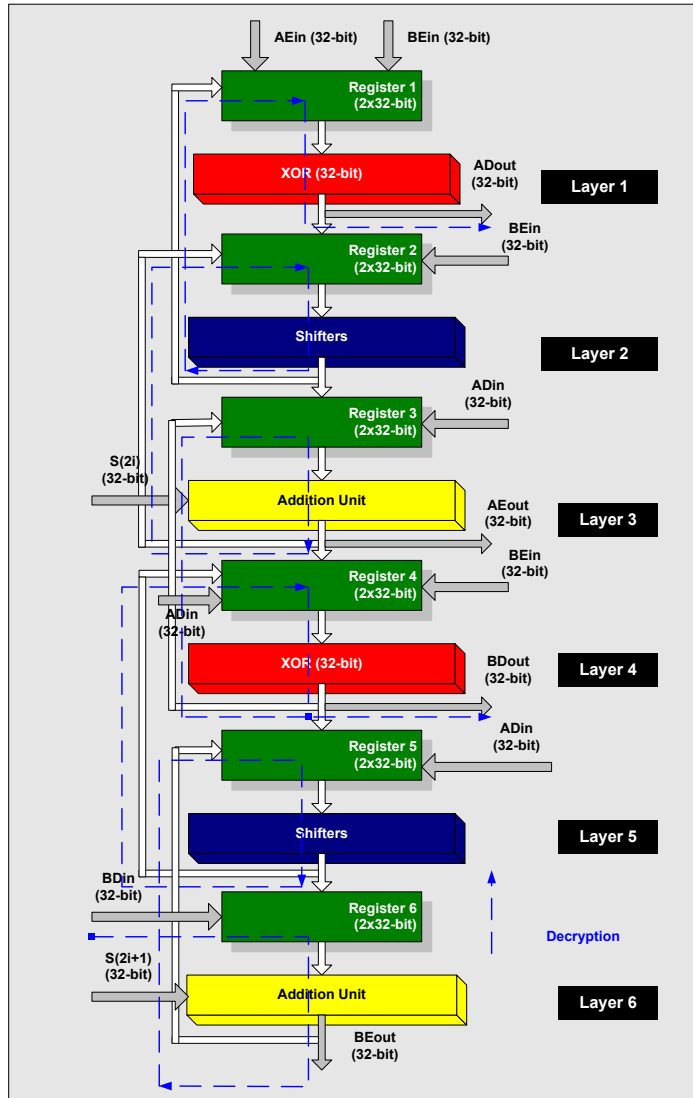 AEin (32-bit)
BEin (32-bit)
Register 1
(2x32-bit)
XOR (32-bit)
ADout
(32-bit)
Layer 1
BEin
(32-bit)
Register 2
(2x32-bit)
Shifters
Layer 2
ADin
(32-bit)
Register 3
(2x32-bit)
S(2i)
(32-bit)
Addition Unit
AEout
(32-bit)
Layer 3
BEin
(32-bit)
Register 4
(2x32-bit)
ADin
(32-bit)
XOR (32-bit)
BDout
(32-bit)
Layer 4
ADin
(32-bit)
Register 5
(2x32-bit)
Shifters
Layer 5
BDin
(32-bit)
Register 6
(2x32-bit)
Decryption
S(2i+1)
(32-bit)
Addition Unit
Layer 6
BEout
(32-bit)